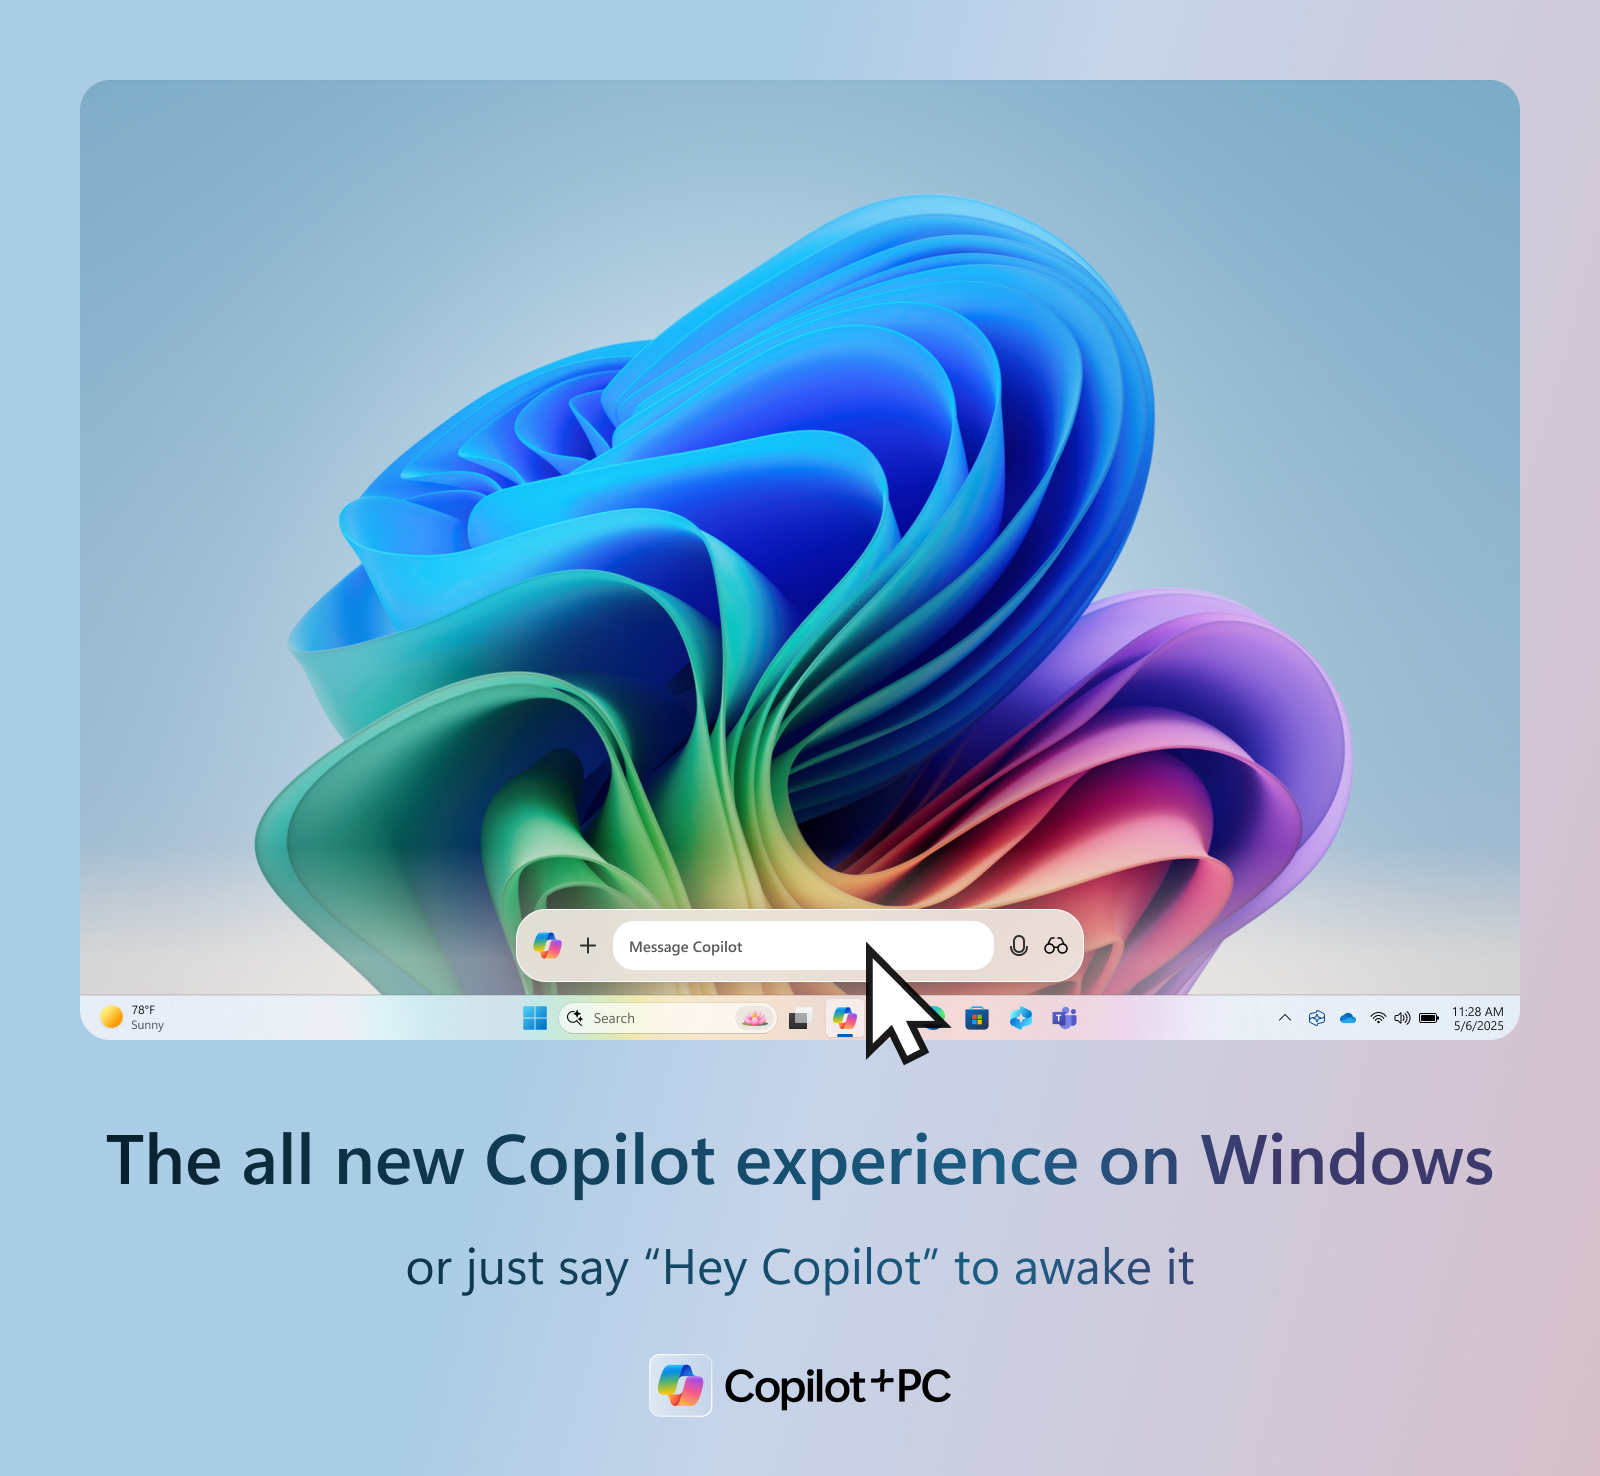 Message Copilot
78°F
Sunny
Search
11:28 AM
5/6/2025
The all new Copilot experience on Windows
or just say “Hey Copilot” to awake it
Copilot+PC